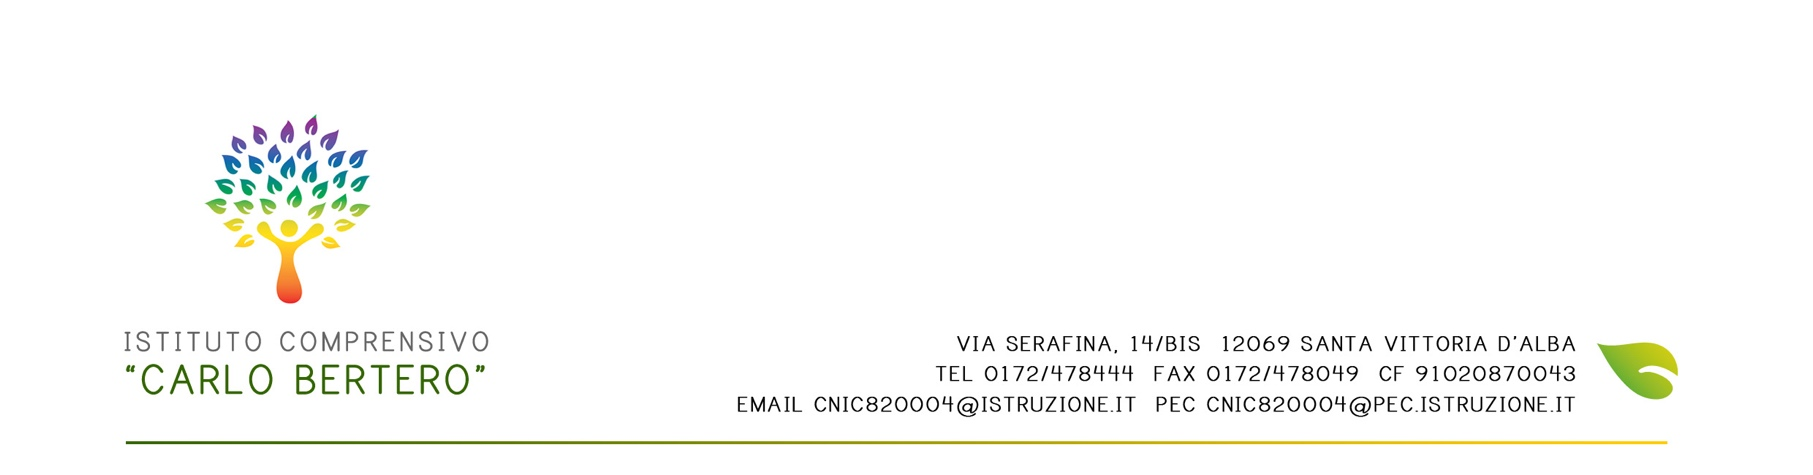 ISTITUTO COMPRENSIVO
“CARLO BERTERO”
VIA SERAFINA, 14/BIS 12069 SANTA VITTORIA D’ALBA
TEL 0172/478444 FAX 0172/478049 CF 91020870043
EMAIL CNIC820004@ISTRUZIONE.IT PEC CNIC820004@PEC.ISTRUZIONE.IT